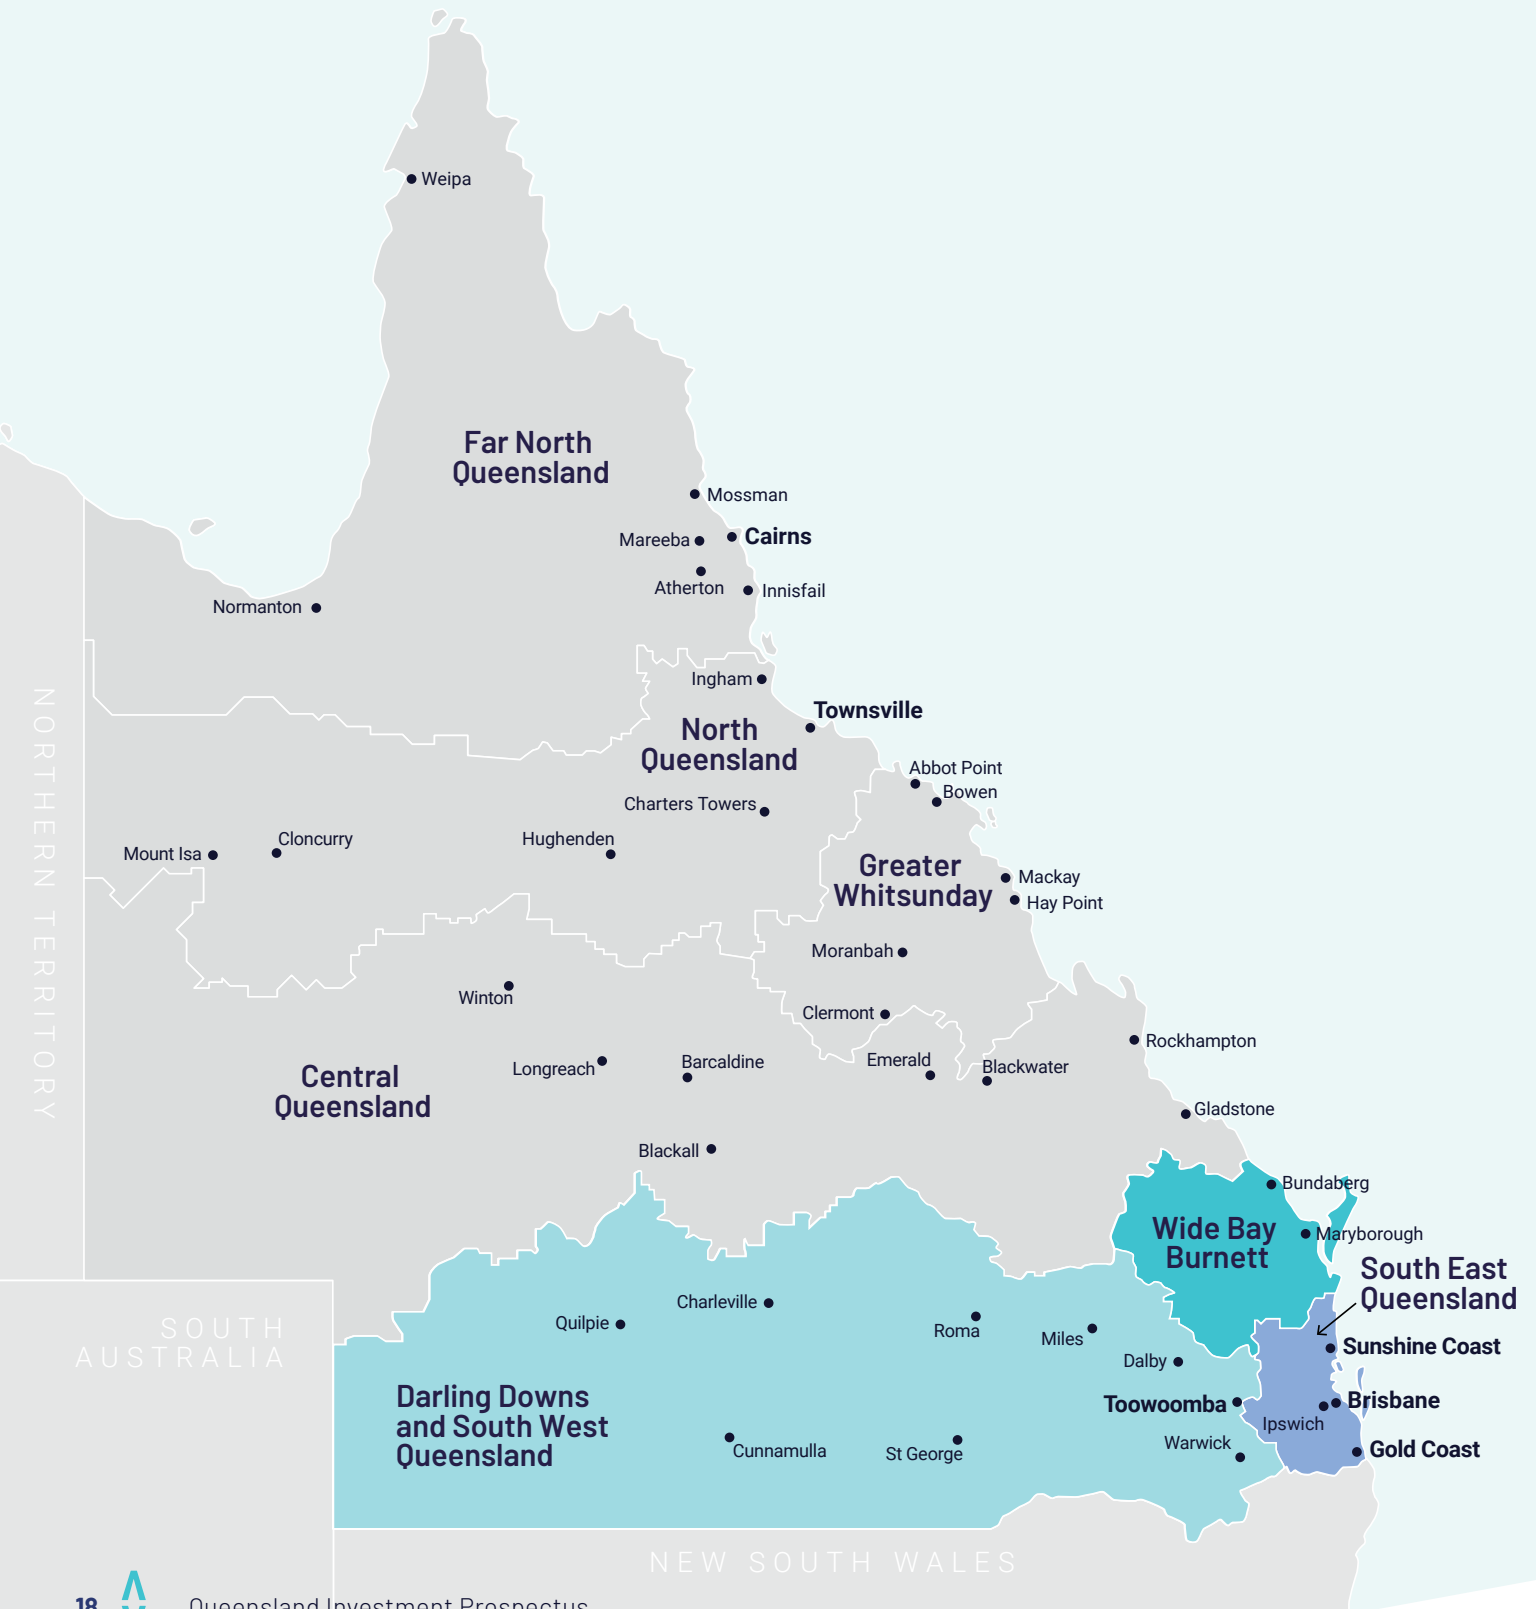 Weipa
Far North
Queensland
Mossman
Mareeba
Cairns
Atherton
Innisfail
Normanton
Ingham
Townsville
North
Queensland
Abbot Point
Bowen
Charters Towers
Mount Isa
Cloncurry
Hughenden
Greater
Whitsunday
Mackay
Hay Point
Moranbah
NORTHERN TERRITORY
Winton
Clermont
Rockhampton
Longreach
Barcaldine
Emerald
Blackwater
Central
Queensland
Gladstone
Blackall
Bundaberg
Wide Bay
Burnett
Maryborough
South East
Queensland
Charleville
Quilpie
Roma
Miles
Sunshine Coast
SOUTH
AUSTRALIA
Dalby
Darling Downs
and South West
Queensland
Toowoomba
Brisbane
Ipswich
Cunnamulla
St George
Warwick
Gold Coast
NEW SOUTH WALES
18
Queensland Investment Prospectus